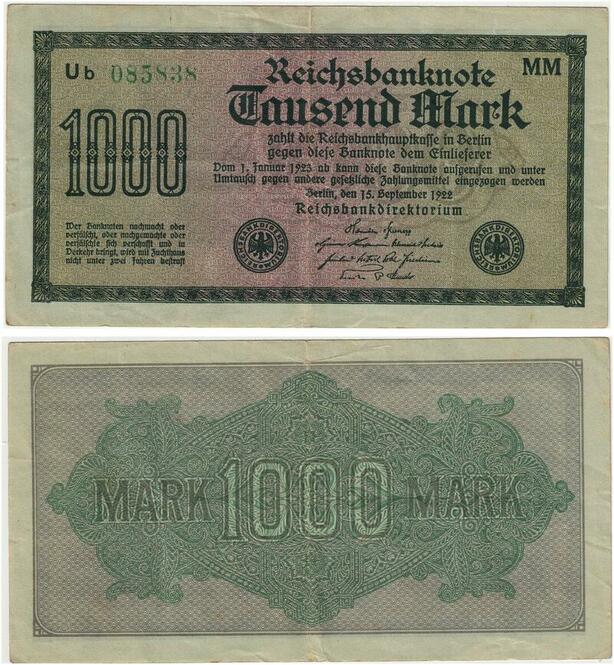 Ub 085838
Reichsbanknote
MM
Tausend Mark
1000
zahlt die Reichsbankhauptkasse in Berlin
gegen diese Banknote dem Einlieferer
Vom 1. Januar 1923 ab kann diese Banknote aufgerufen und unter
Umtausch gegen andere gesetzliche Zahlungsmittel eingezogen werden
Berlin, den 15. September 1922
Reichsbankdirektorium
Wer Banknoten nachmacht oder
verfälscht, oder nachgemachte oder
verfälschte sich verschafft und in
Verkehr bringt, wird mit Zuchthaus
nicht unter zwei Jahren bestraft
MARK 1000 MARK